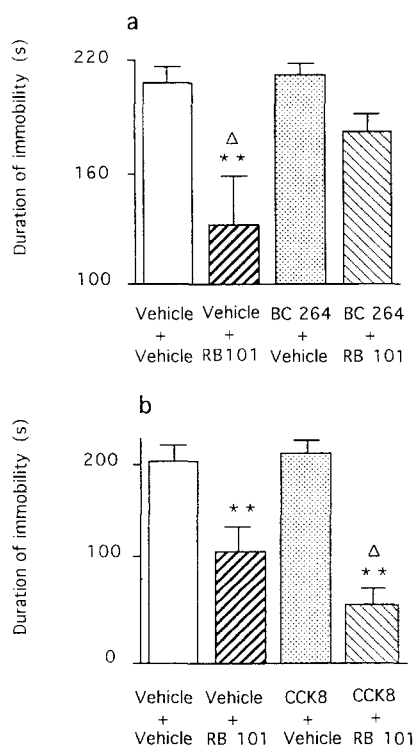 a
Duration of immobility (s)
220
160
100
Δ
**
Vehicle Vehicle BC 264 BC 264
+ + + +
Vehicle RB101 Vehicle RB 101
b
Duration of immobility (s)
200
100
0
**
Δ
**
Vehicle Vehicle CCK8 CCK8
+ + + +
Vehicle RB 101 Vehicle RB 101